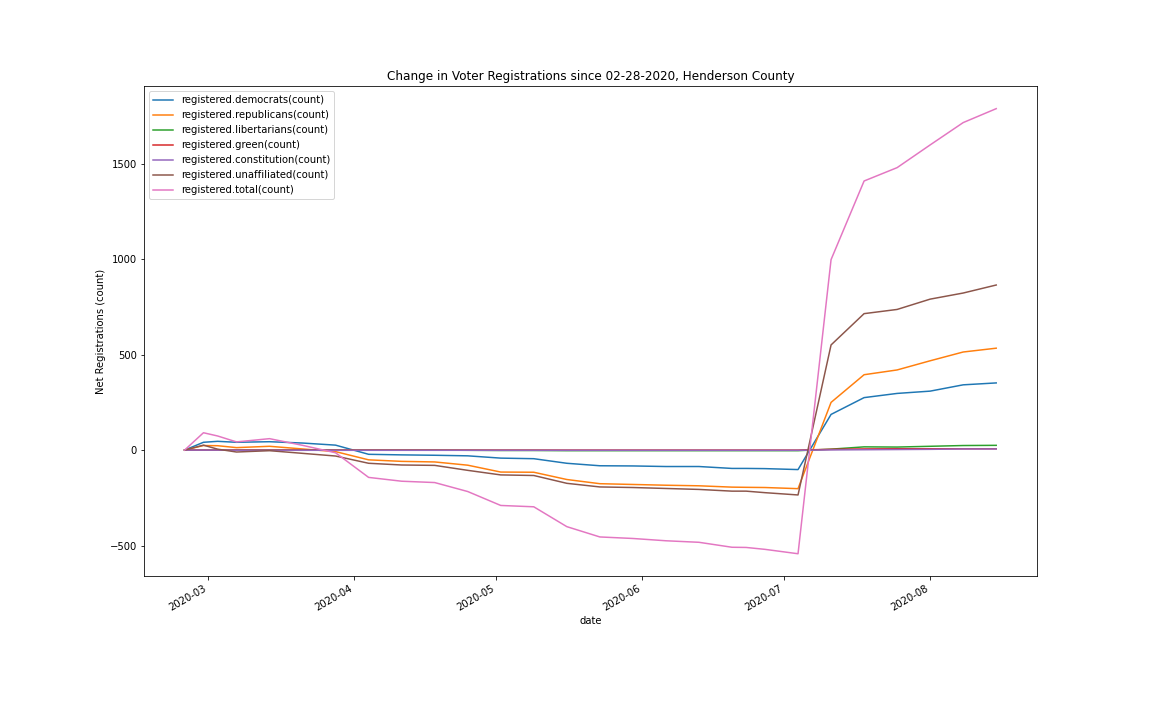 Change in Voter Registrations since 02-28-2020, Henderson County
registered.democrats(count)
registered.republicans(count)
registered.libertarians(count)
registered.green(count)
registered.constitution(count)
registered.unaffiliated(count)
registered.total(count)
1500
1000
500
0
−500
Net Registrations (count)
2020-03
2020-04
2020-05
2020-06
2020-07
2020-08
date